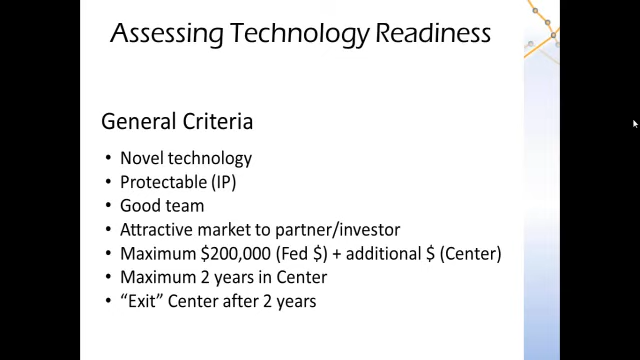 Assessing Technology Readiness
General Criteria
• Novel technology
• Protectable (IP)
• Good team
• Attractive market to partner/investor
• Maximum $200,000 (Fed $) + additional $ (Center)
• Maximum 2 years in Center
• “Exit” Center after 2 years